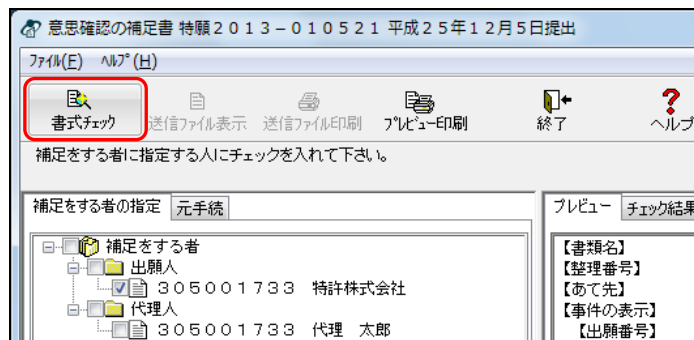 意思確認の補足書 特願２０１３－０１０５２１ 平成２５年１２月５日提出
ﾌｧｲﾙ(F) ﾍﾙﾌﾟ(H)
書式ﾁｪｯｸ 送信ﾌｧｲﾙ表示 送信ﾌｧｲﾙ印刷 ﾌﾟﾚﾋﾞｭｰ印刷 終了 ヘルプ
補足をする者に指定する人にチェックを入れて下さい。
補足をする者の指定 元手続
プレビュー ﾁｪｯｸ結果
補足をする者
出願人
３０５００１７３３ 特許株式会社
代理人
３０５００１７３３ 代理 太郎
【書類名】
【整理番号】
【あて先】
【事件の表示】
【出願番号】